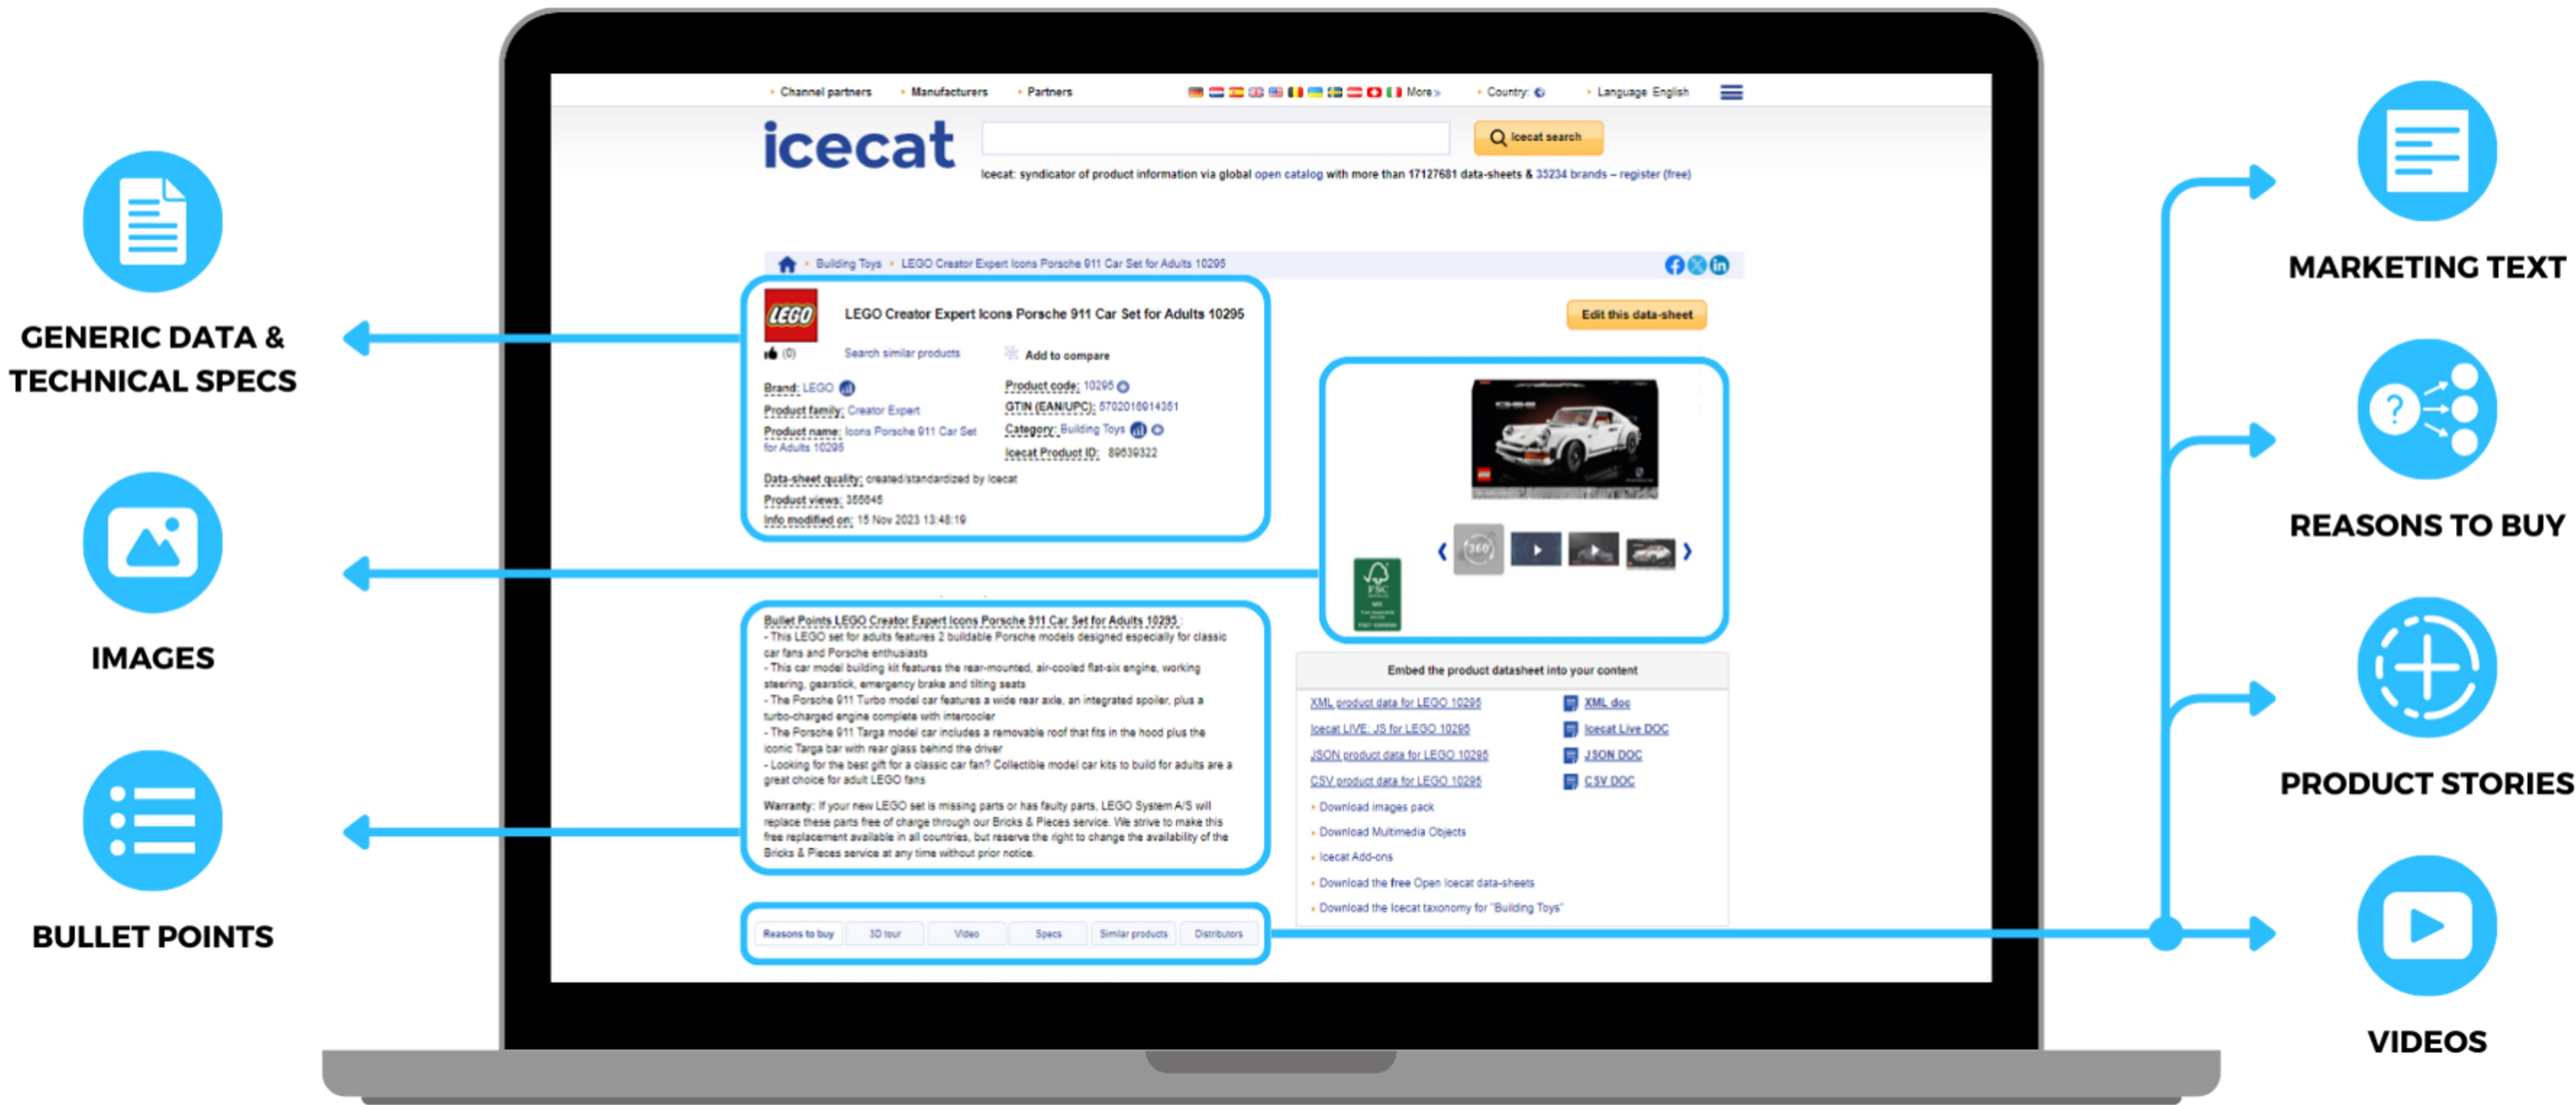 Channel partners Manufacturers Partners More» Country: Language English
icecat
Icecat search
Icecat: syndicator of product information via global open catalog with more than 17127681 data-sheets & 35234 brands – register (free)
Building Toys LEGO Creator Expert Icons Porsche 911 Car Set for Adults 10295
LEGO
LEGO Creator Expert Icons Porsche 911 Car Set for Adults 10295
(0) Search similar products Add to compare
Brand: LEGO
Product family: Creator Expert
Product name: Icons Porsche 911 Car Set
for Adults 10295
Product code: 10295
GTIN (EAN/UPC): 5702016914351
Category: Building Toys
Icecat Product ID: 89639322
Data-sheet quality: created/standardized by Icecat
Product views: 355645
Info modified on: 15 Nov 2023 13:48:19
Edit this data-sheet
360
FSC
MIX
Bullet Points LEGO Creator Expert Icons Porsche 911 Car Set for Adults 10295 :
- This LEGO set for adults features 2 buildable Porsche models designed especially for classic
car fans and Porsche enthusiasts
- This car model building kit features the rear-mounted, air-cooled flat-six engine, working
steering, gearstick, emergency brake and tilting seats
- The Porsche 911 Turbo model car features a wide rear axle, an integrated spoiler, plus a
turbo-charged engine complete with intercooler
- The Porsche 911 Targa model car includes a removable roof that fits in the hood plus the
iconic Targa bar with rear glass behind the driver
- Looking for the best gift for a classic car fan? Collectible model car kits to build for adults are a
great choice for adult LEGO fans
Warranty: If your new LEGO set is missing parts or has faulty parts, LEGO System A/S will
replace these parts free of charge through our Bricks & Pieces service. We strive to make this
free replacement available in all countries, but reserve the right to change the availability of the
Bricks & Pieces service at any time without prior notice.
Reasons to buy 3D tour Video Specs Similar products Distributors
Embed the product datasheet into your content
XML product data for LEGO 10295 XML doc
Icecat LIVE: JS for LEGO 10295 Icecat Live DOC
JSON product data for LEGO 10295 JSON DOC
CSV product data for LEGO 10295 CSV DOC
Download images pack
Download Multimedia Objects
Icecat Add-ons
Download the free Open Icecat data-sheets
Download the Icecat taxonomy for "Building Toys"
GENERIC DATA &
TECHNICAL SPECS
IMAGES
BULLET POINTS
MARKETING TEXT
?
REASONS TO BUY
PRODUCT STORIES
VIDEOS